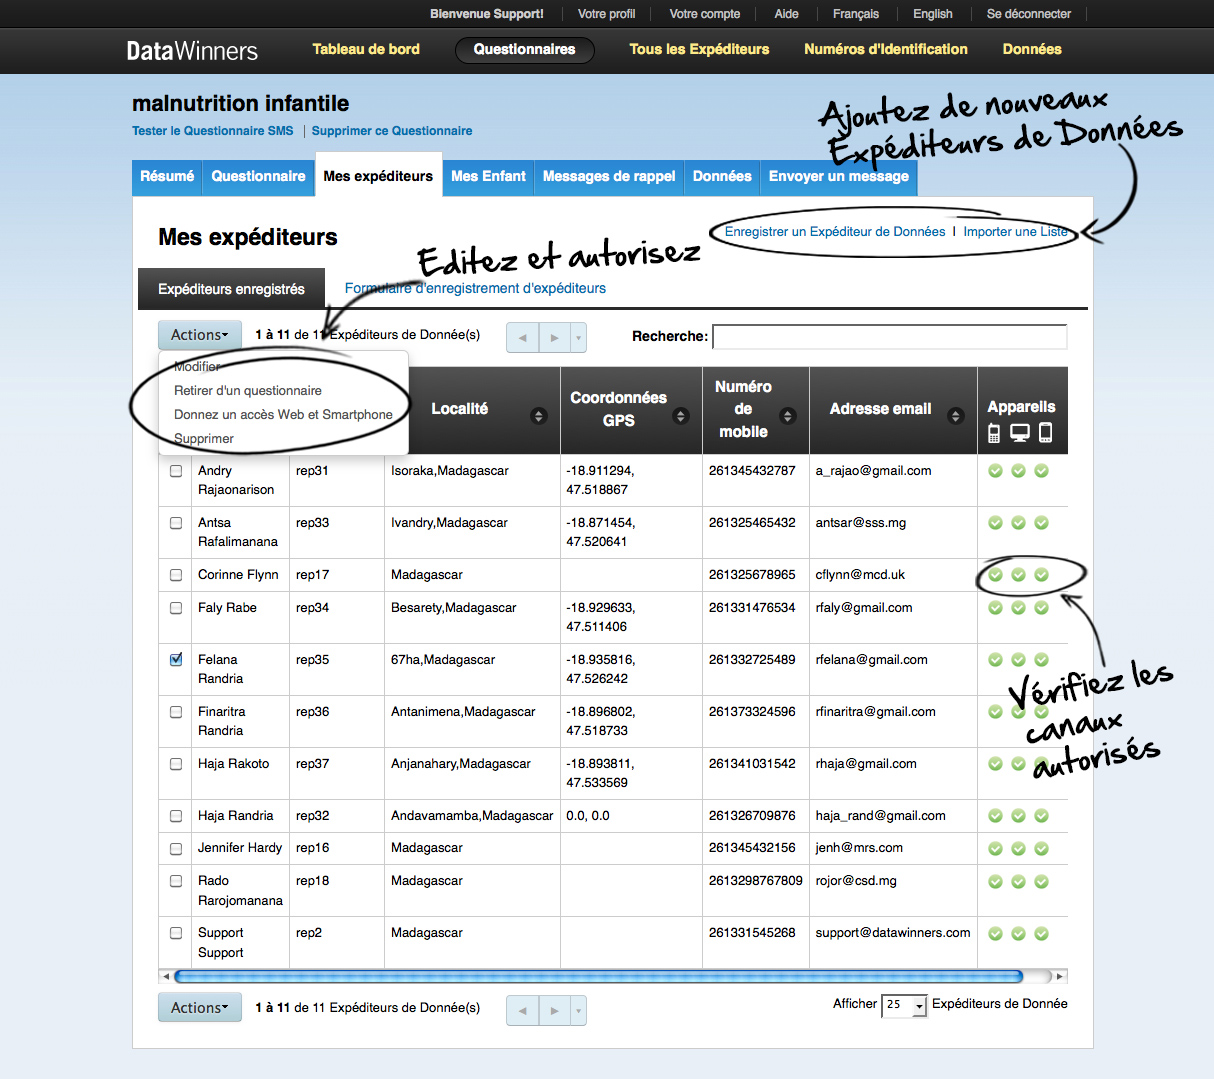 Bienvenue Support! Votre profil Votre compte Aide Français English Se déconnecter
DataWinners Tableau de bord Questionnaires Tous les Expéditeurs Numéros d'Identification Données
malnutrition infantile
Tester le Questionnaire SMS | Supprimer ce Questionnaire
Ajoutez de nouveaux
Expéditeurs de Données
Résumé Questionnaire Mes expéditeurs Mes Enfant Messages de rappel Données Envoyer un message
Mes expéditeurs
Enregistrer un Expéditeur de Données | Importer une Liste
Editez et autorisez
Expéditeurs enregistrés Formulaire d'enregistrement d'expéditeurs
Actions 1 à 11 de 11 Expéditeurs de Donnée(s) Recherche:
Modifier
Retirer d'un questionnaire
Donnez un accès Web et Smartphone
Supprimer
Localité Coordonnées GPS Numéro de mobile Adresse email Appareils
Andry Rajaonarison rep31 Isoraka,Madagascar -18.911294, 47.518867 261345432787 a_rajao@gmail.com
Antsa Rafalimanana rep33 Ivandry,Madagascar -18.871454, 47.520641 261325465432 antsar@sss.mg
Corinne Flynn rep17 Madagascar 261325678965 cflynn@mcd.uk
Faly Rabe rep34 Besarety,Madagascar -18.929633, 47.511406 261331476534 rfaly@gmail.com
Felana Randria rep35 67ha,Madagascar -18.935816, 47.526242 261332725489 rfelana@gmail.com
Finaritra Randria rep36 Antanimena,Madagascar -18.896802, 47.518733 261373324596 rfinaritra@gmail.com
Haja Rakoto rep37 Anjanahary,Madagascar -18.893811, 47.533569 261341031542 rhaja@gmail.com
Haja Randria rep32 Andavamamba,Madagascar 0.0, 0.0 261326709876 haja_rand@gmail.com
Jennifer Hardy rep16 Madagascar 261345432156 jenh@mrs.com
Rado Rarojomanana rep18 Madagascar 2613298767809 rojor@csd.mg
Support Support rep2 Madagascar 261331545268 support@datawinners.com
Vérifiez les
canaux
autorisés
Actions 1 à 11 de 11 Expéditeurs de Donnée(s) Afficher 25 Expéditeurs de Donnée